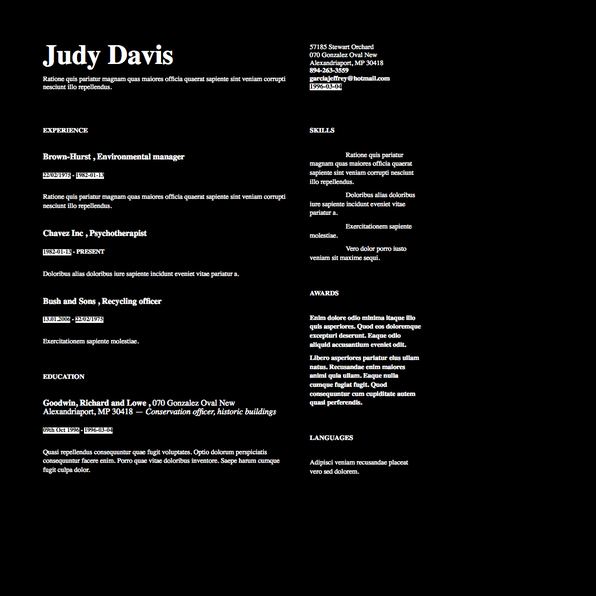 Judy Davis
Ratione quis pariatur magnam quas maiores officia quaerat sapiente sint veniam corrupti
nesciunt illo repellendus.
57185 Stewart Orchard
070 Gonzalez Oval New
Alexandriaport, MP 30418
894-263-3559
garciajeffrey@hotmail.com
1996-03-04
EXPERIENCE
Brown-Hurst , Environmental manager
22/02/1975 - 1982-01-13
Ratione quis pariatur magnam quas maiores officia quaerat sapiente sint veniam corrupti
nesciunt illo repellendus.
Chavez Inc , Psychotherapist
1982-01-13 - PRESENT
Doloribus alias doloribus iure sapiente incidunt eveniet vitae pariatur a.
Bush and Sons , Recycling officer
13.01.2006 - 22/02/1975
Exercitationem sapiente molestiae.
EDUCATION
Goodwin, Richard and Lowe , 070 Gonzalez Oval New
Alexandriaport, MP 30418 — Conservation officer, historic buildings
09th Oct 1996 - 1996-03-04
Quasi repellendus consequuntur quae fugit voluptates. Optio dolorum perspiciatis
consequuntur facere enim. Porro quae vitae doloribus inventore. Saepe harum cumque
fugit culpa dolor.
SKILLS
Ratione quis pariatur
magnam quas maiores officia quaerat
sapiente sint veniam corrupti nesciunt
illo repellendus.
Doloribus alias doloribus
iure sapiente incidunt eveniet vitae
pariatur a.
Exercitationem sapiente
molestiae.
Vero dolor porro iusto
veniam sit maxime sequi.
AWARDS
Enim dolore odio minima itaque illo
quis asperiores. Quod eos doloremque
excepturi deserunt. Eaque odio
aliquid accusantium eveniet odit.
Libero asperiores pariatur eius ullam
natus. Recusandae enim maiores
animi quia ullam. Eaque nulla
cumque fugiat fugit. Quod
consequuntur cum cupiditate autem
quasi perferendis.
LANGUAGES
Adipisci veniam recusandae placeat
vero sed dolorem.